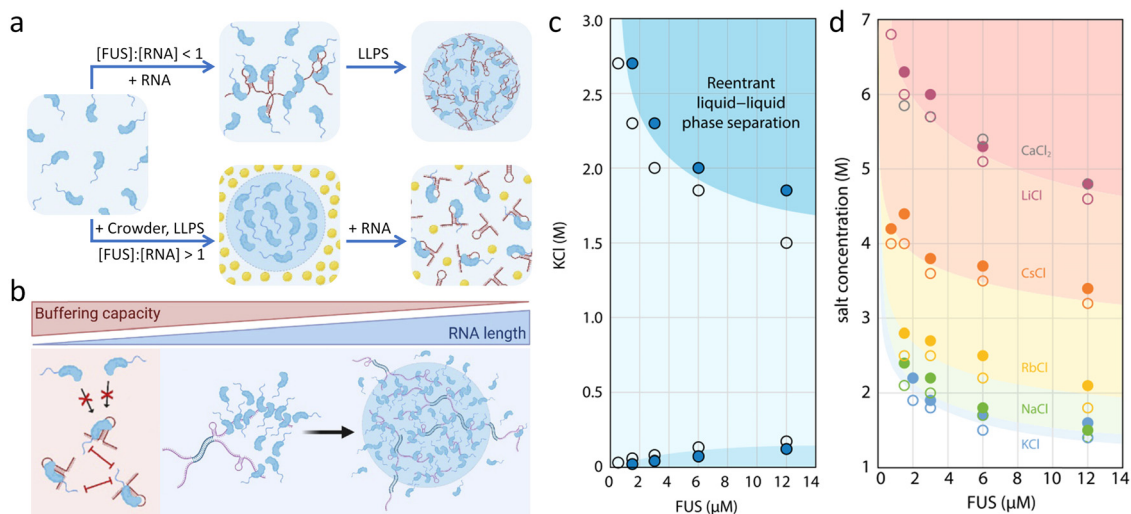 a
[FUS]:[RNA] < 1
+ RNA
LLPS
+ Crowder, LLPS
[FUS]:[RNA] > 1
+ RNA
b
Buffering capacity
RNA length
c
3.0
2.5
2.0
1.5
1.0
0.5
0
KCl (M)
Reentrant
liquid–liquid
phase separation
0 2 4 6 8 10 12 14
FUS (μM)
d
7
6
5
4
3
2
1
salt concentration (M)
CaCl₂
LiCl
CsCl
RbCl
NaCl
KCl
2 4 6 8 10 12 14
FUS (μM)